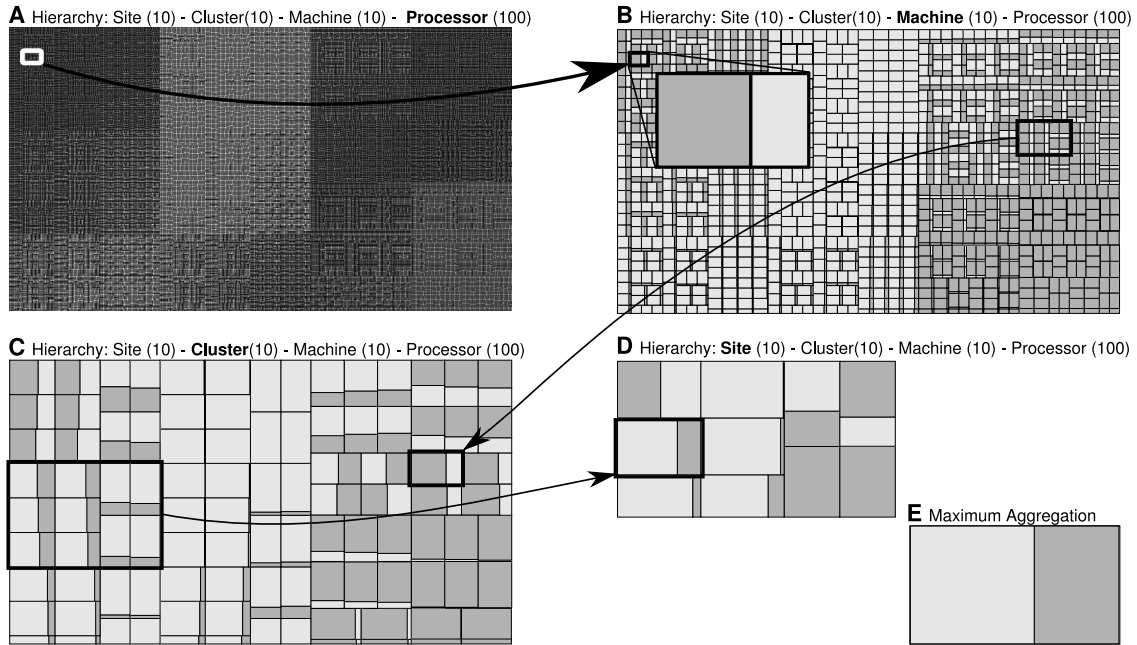 A Hierarchy: Site (10) - Cluster(10) - Machine (10) - Processor (100)
B Hierarchy: Site (10) - Cluster(10) - Machine (10) - Processor (100)
C Hierarchy: Site (10) - Cluster(10) - Machine (10) - Processor (100)
D Hierarchy: Site (10) - Cluster(10) - Machine (10) - Processor (100)
E Maximum Aggregation